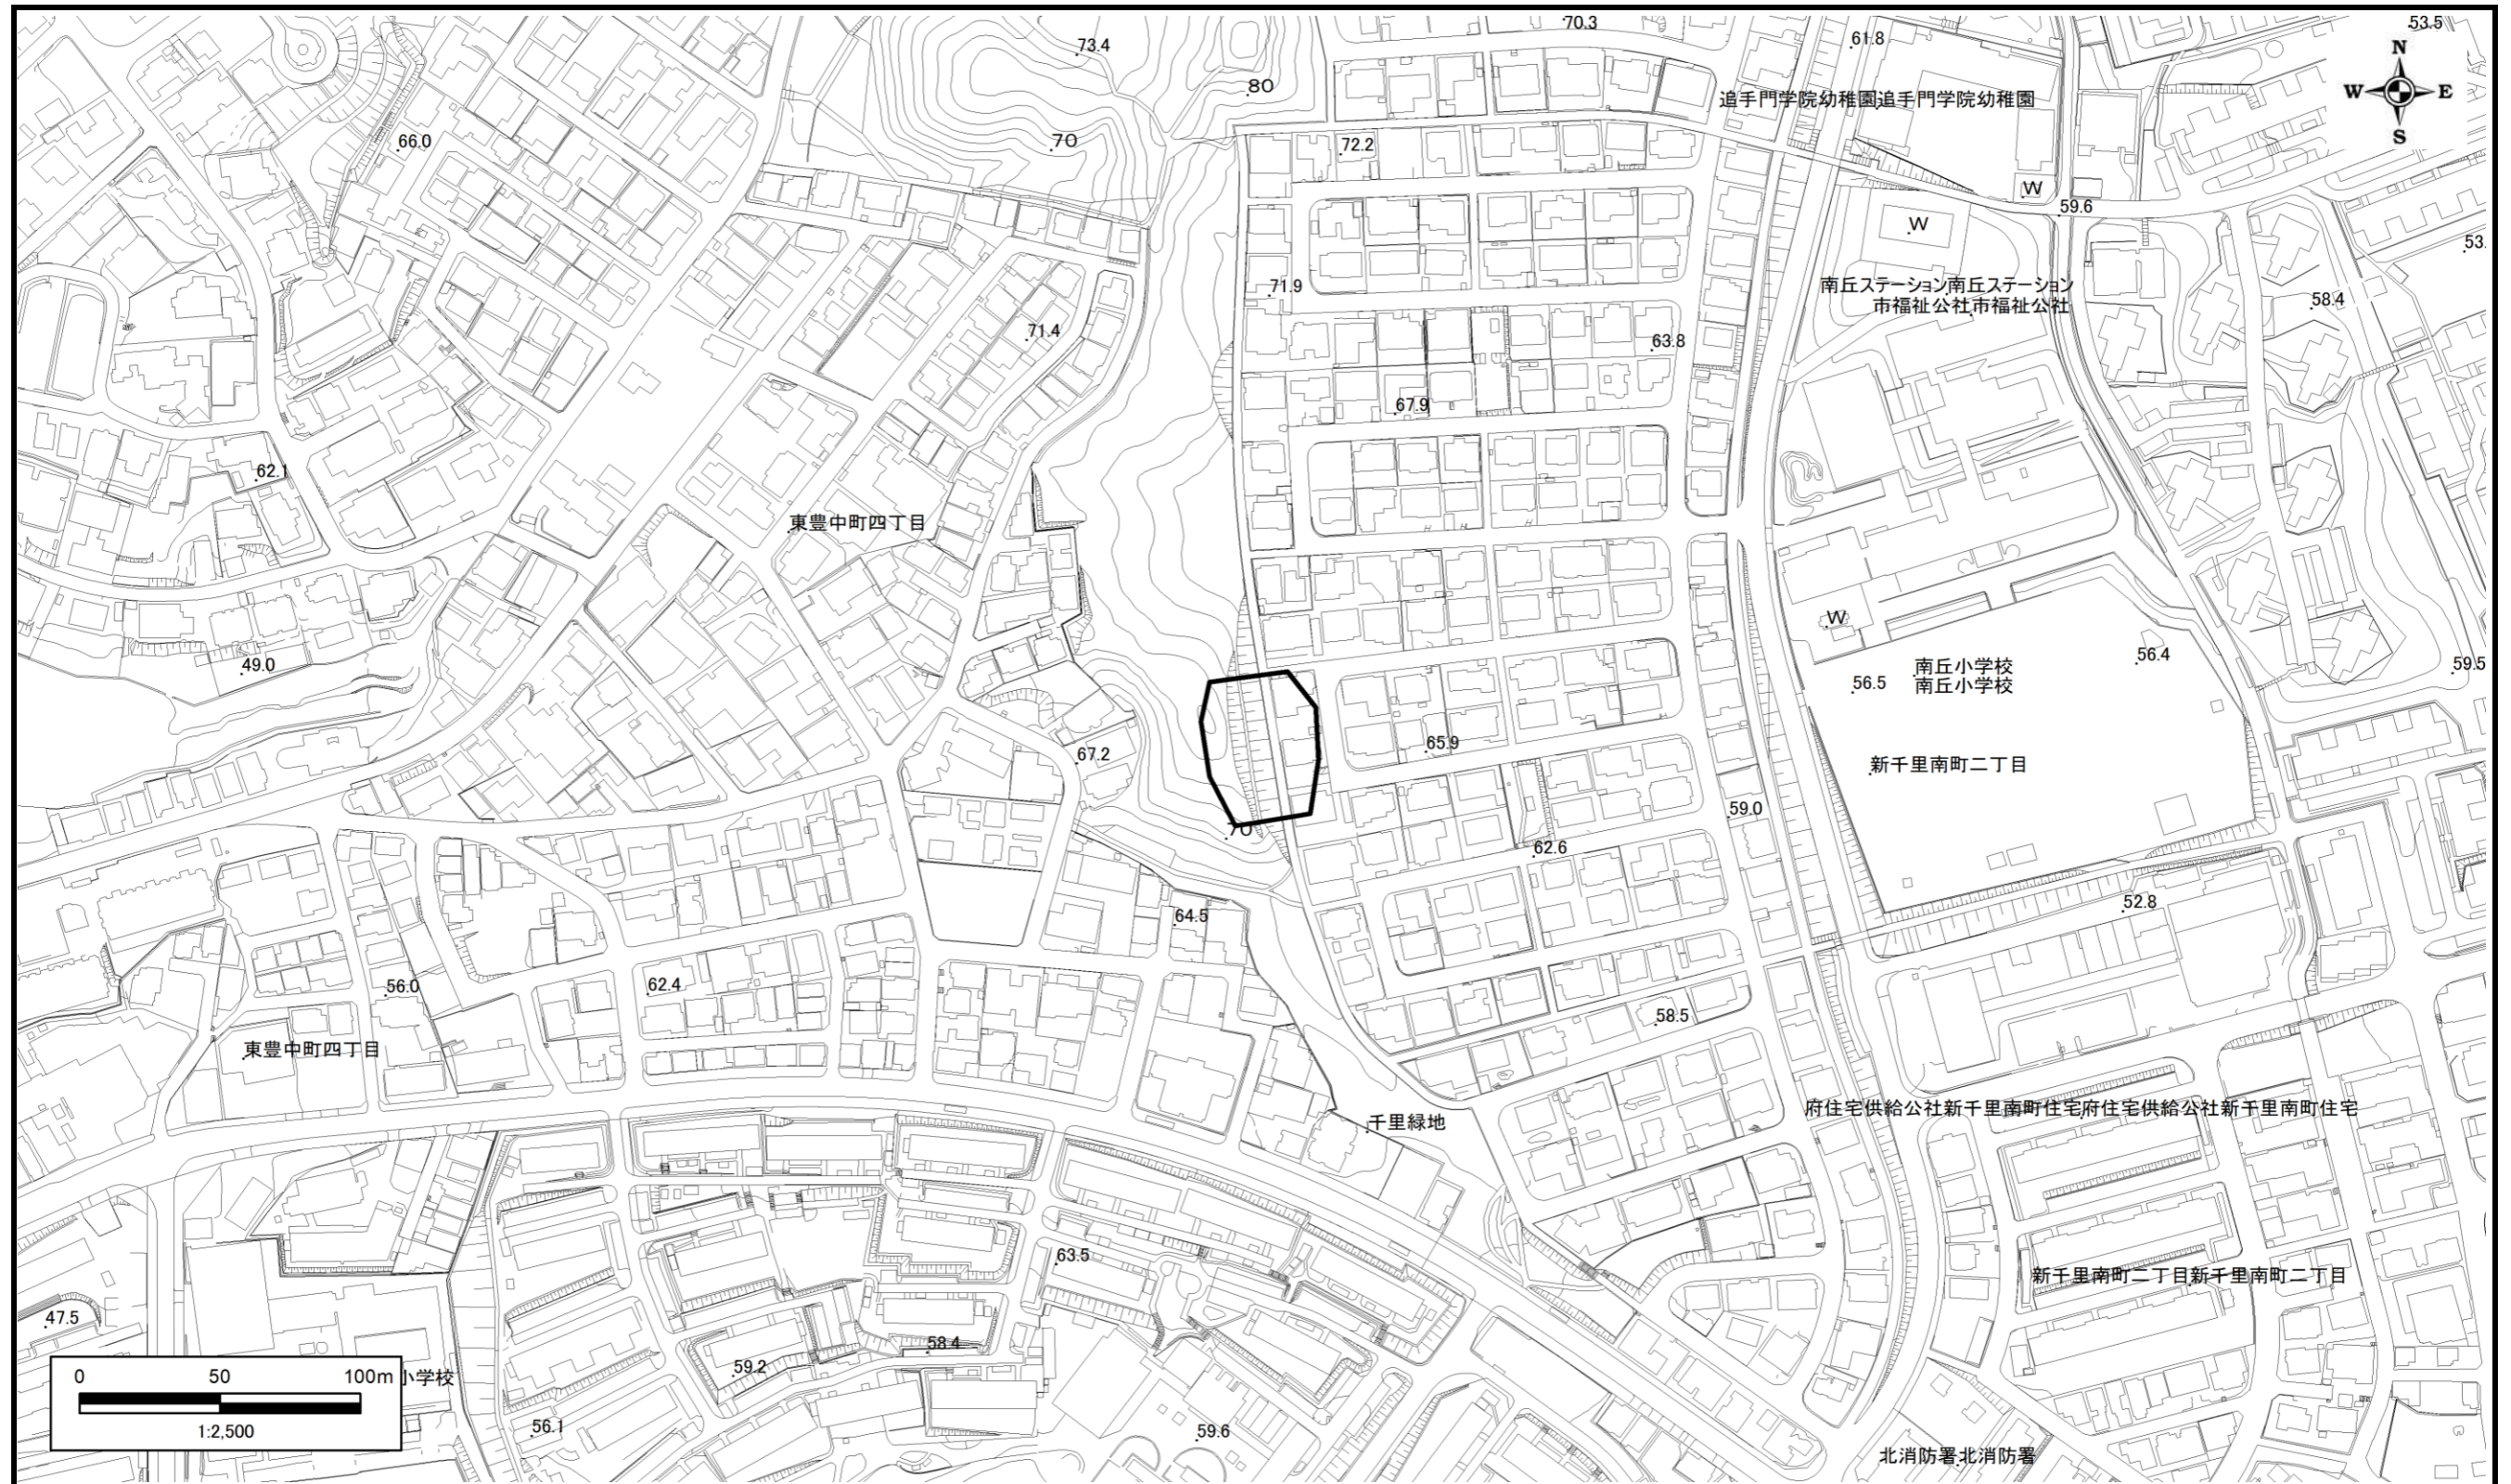 70.3
53.5
61.8
73.4
N
W E
S
80
追手門学院幼稚園追手門学院幼稚園
66.0
70
72.2
W
59.6
W
53.
71.9
南丘ステーション南丘ステーション
市福祉公社市福祉公社
58.4
71.4
63.8
67.9
62.1
東豊中町四丁目
W
49.0
56.4
59.5
南丘小学校
南丘小学校
56.5
65.9
67.2
新千里南町二丁目
59.0
70
62.6
52.8
64.5
56.0
62.4
58.5
東豊中町四丁目
府住宅供給公社新千里南町住宅府住宅供給公社新千里南町住宅
千里緑地
63.5
新千里南町二丁目新千里南町二丁目
47.5
58.4
59.2
0 50 100m
小学校
1:2,500
56.1
59.6
北消防署北消防署